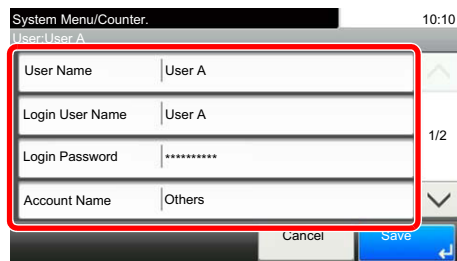 System Menu/Counter.
10:10
User:User A
User Name User A
Login User Name User A
1/2
Login Password **********
Account Name Others
Cancel Save